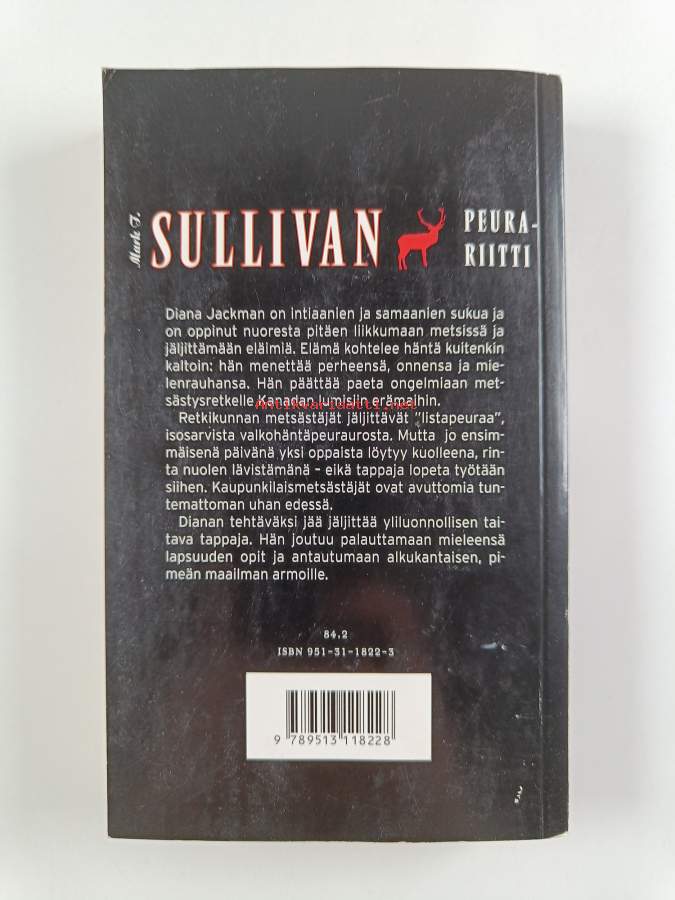 Mark T.
SULLIVAN
PEURA-
RIITTI
Diana Jackman on intiaanien ja samaanien sukua ja
on oppinut nuoresta pitäen liikkumaan metsissä ja
jäljittämään eläimiä. Elämä kohtelee häntä kuitenkin
kaltoin: hän menettää perheensä, onnensa ja mie-
lenrauhansa. Hän päättää paeta ongelmiaan met-
sästysretkelle Kanadan lumisiin erämaihin.
Antikvariaatti.net
Retkikunnan metsästäjät jäljittävät "listapeuraa",
isosarvista valkohäntäpeuraurosta. Mutta jo ensim-
mäisenä päivänä yksi oppaista löytyy kuolleena, rin-
ta nuolen lävistämänä – eikä tappaja lopeta työtään
siihen. Kaupunkilaismetsästäjät ovat avuttomia tun-
temattoman uhan edessä.
Dianan tehtäväksi jää jäljittää yliluonnollisen tai-
tava tappaja. Hän joutuu palauttamaan mieleensä
lapsuuden opit ja antautumaan alkukantaisen, pi-
meän maailman armoille.
84.2
ISBN 951-31-1822-3
9 789513 118228